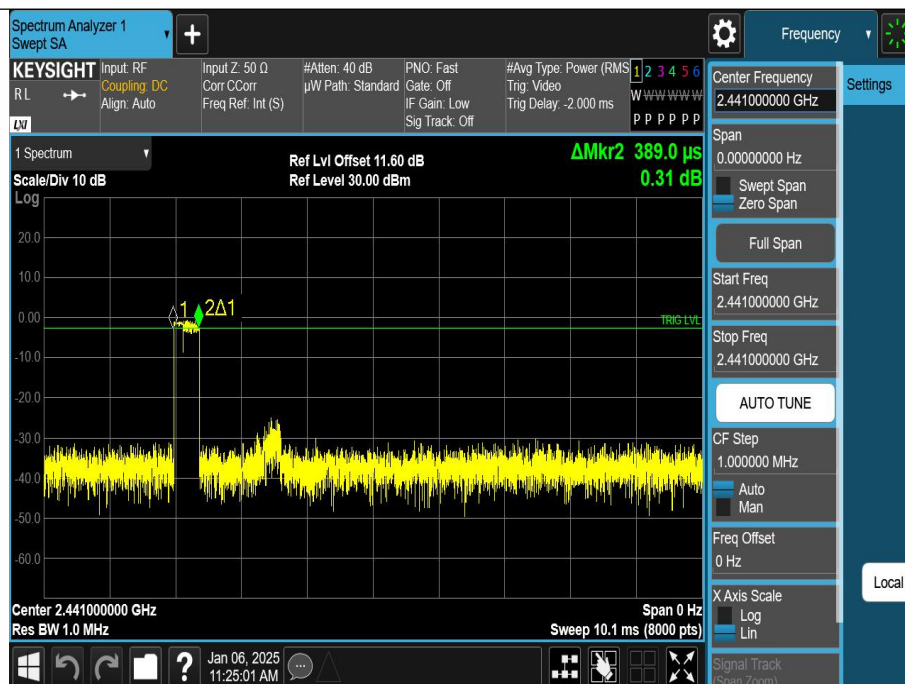 Spectrum Analyzer 1
Swept SA
+
Frequency
KEYSIGHT
R L
LXI
Input: RF
Coupling: DC
Align: Auto
Input Z: 50 Ω
Corr CCorr
Freq Ref: Int (S)
#Atten: 40 dB
µW Path: Standard
PNO: Fast
Gate: Off
IF Gain: Low
Sig Track: Off
#Avg Type: Power (RMS
Trig: Video
Trig Delay: -2.000 ms
1 2 3 4 5 6
W W W W W W
P P P P P P
1 Spectrum
Scale/Div 10 dB
Ref Lvl Offset 11.60 dB
Ref Level 30.00 dBm
ΔMkr2 389.0 µs
0.31 dB
Log
20.0
10.0
0.00
-10.0
-20.0
-30.0
-40.0
-50.0
-60.0
1 2Δ1
TRIG LVL
Center 2.441000000 GHz
Res BW 1.0 MHz
Span 0 Hz
Sweep 10.1 ms (8000 pts)
Center Frequency
2.441000000 GHz
Span
0.00000000 Hz
Swept Span
Zero Span
Full Span
Start Freq
2.441000000 GHz
Stop Freq
2.441000000 GHz
AUTO TUNE
CF Step
1.000000 MHz
Auto
Man
Freq Offset
0 Hz
X Axis Scale
Log
Lin
Signal Track
(Span Zoom)
Settings
Local
?
Jan 06, 2025
11:25:01 AM